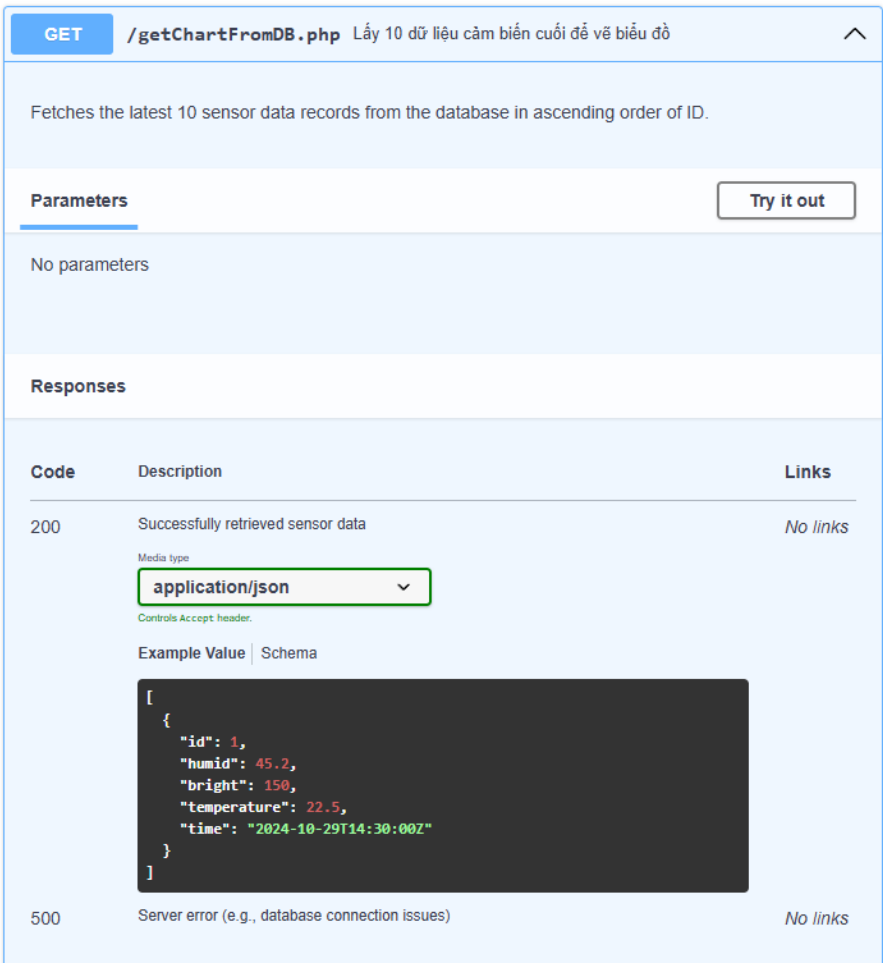 GET /getChartFromDB.php Lấy 10 dữ liệu cảm biến cuối để vẽ biểu đồ
Fetches the latest 10 sensor data records from the database in ascending order of ID.
Parameters Try it out
No parameters
Responses
Code Description Links
200 Successfully retrieved sensor data No links
Media type
application/json
Controls Accept header.
Example Value Schema
[
{
"id": 1,
"humid": 45.2,
"bright": 150,
"temperature": 22.5,
"time": "2024-10-29T14:30:00Z"
}
]
500 Server error (e.g., database connection issues) No links